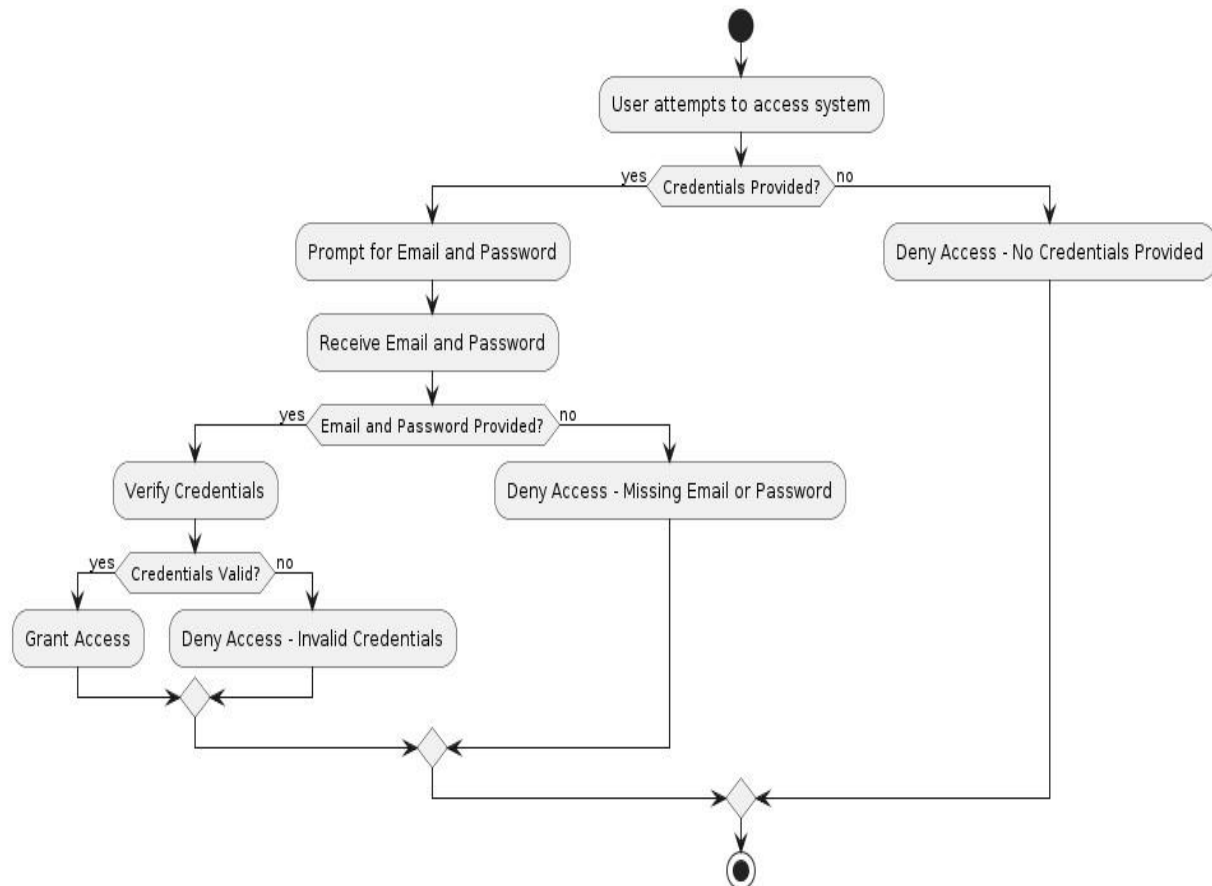 User attempts to access system
yes
Credentials Provided?
no
Prompt for Email and Password
Deny Access - No Credentials Provided
Receive Email and Password
yes
Email and Password Provided?
no
Verify Credentials
Deny Access - Missing Email or Password
yes
Credentials Valid?
no
Grant Access
Deny Access - Invalid Credentials